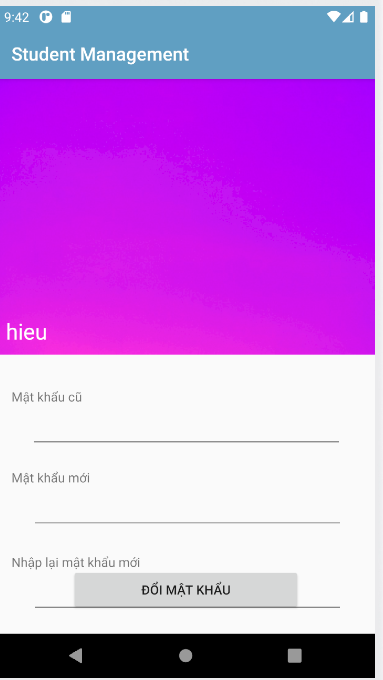 9:42
Student Management
hieu
Mật khẩu cũ
Mật khẩu mới
Nhập lại mật khẩu mới
ĐỔI MẬT KHẨU